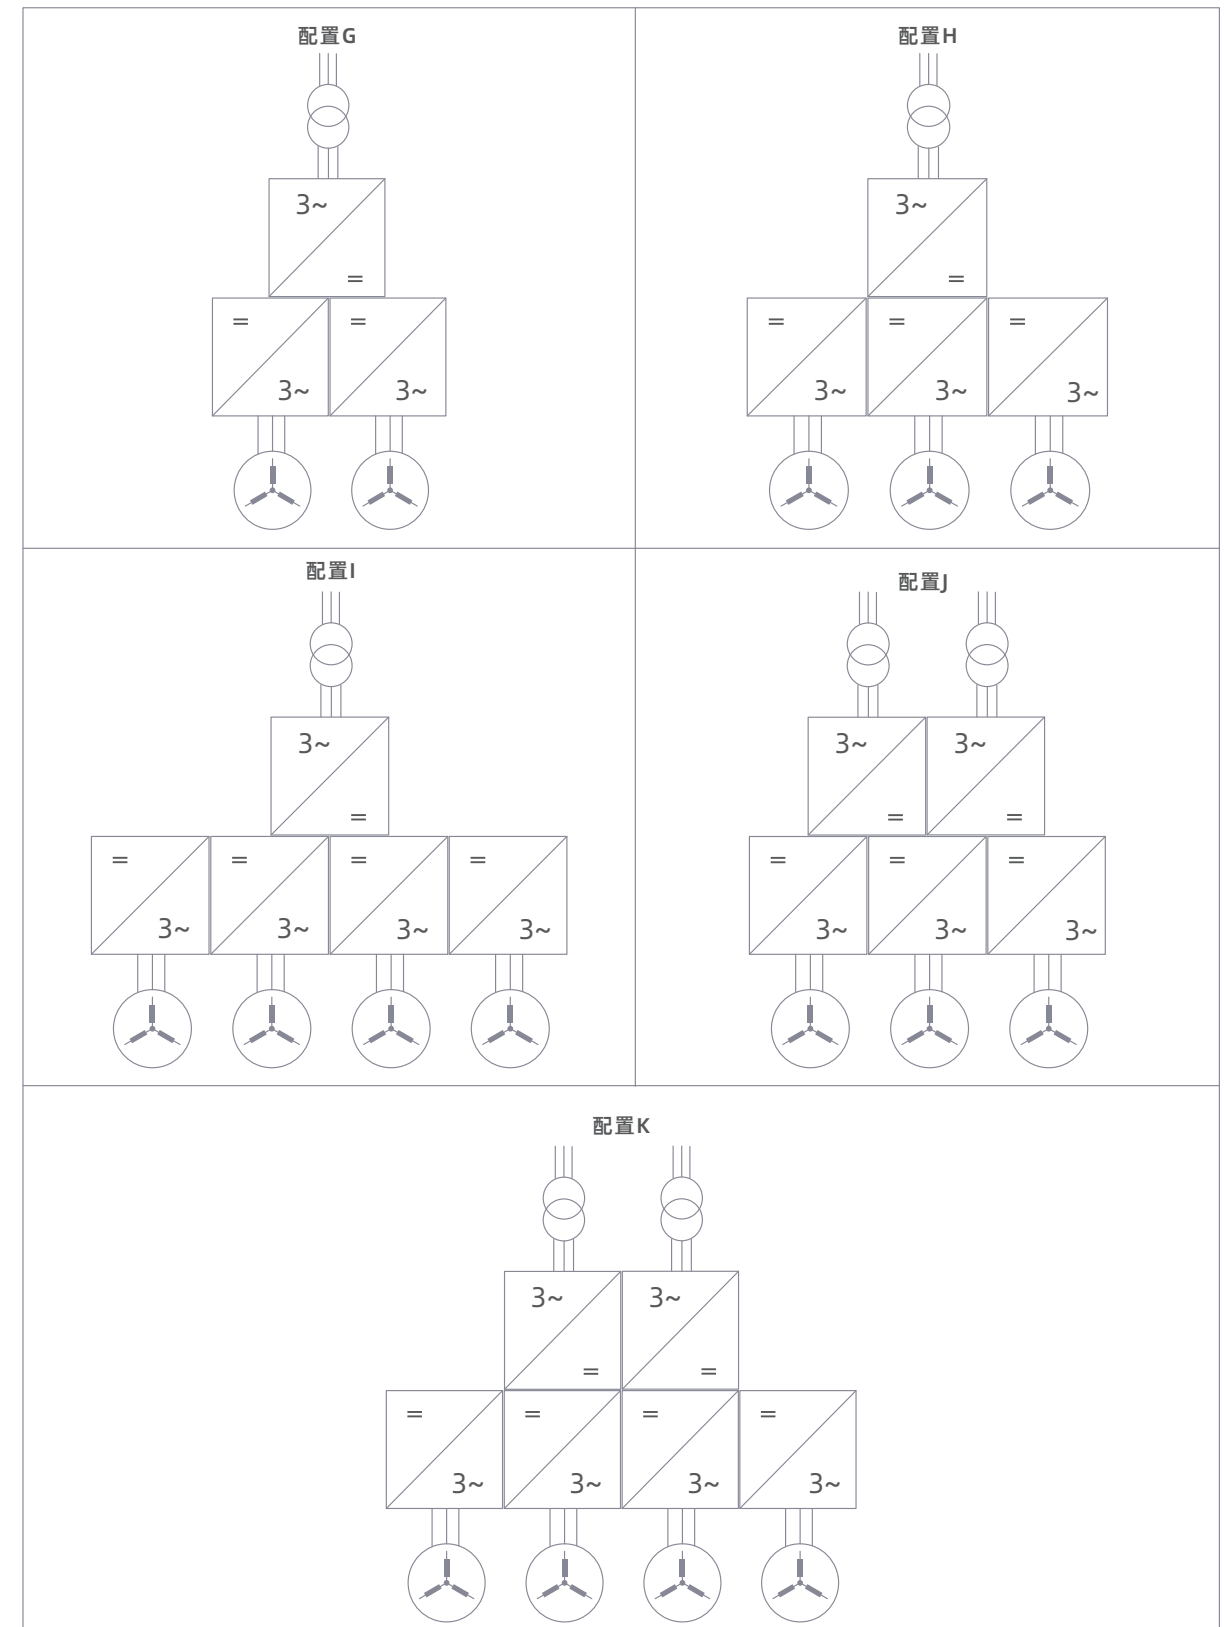 配置G
3~
=
= =
3~ 3~
配置H
3~
=
= = =
3~ 3~ 3~
配置I
3~
=
= = = =
3~ 3~ 3~ 3~
配置J
3~ 3~
= =
= = =
3~ 3~ 3~
配置K
3~ 3~
= =
= = = =
3~ 3~ 3~ 3~